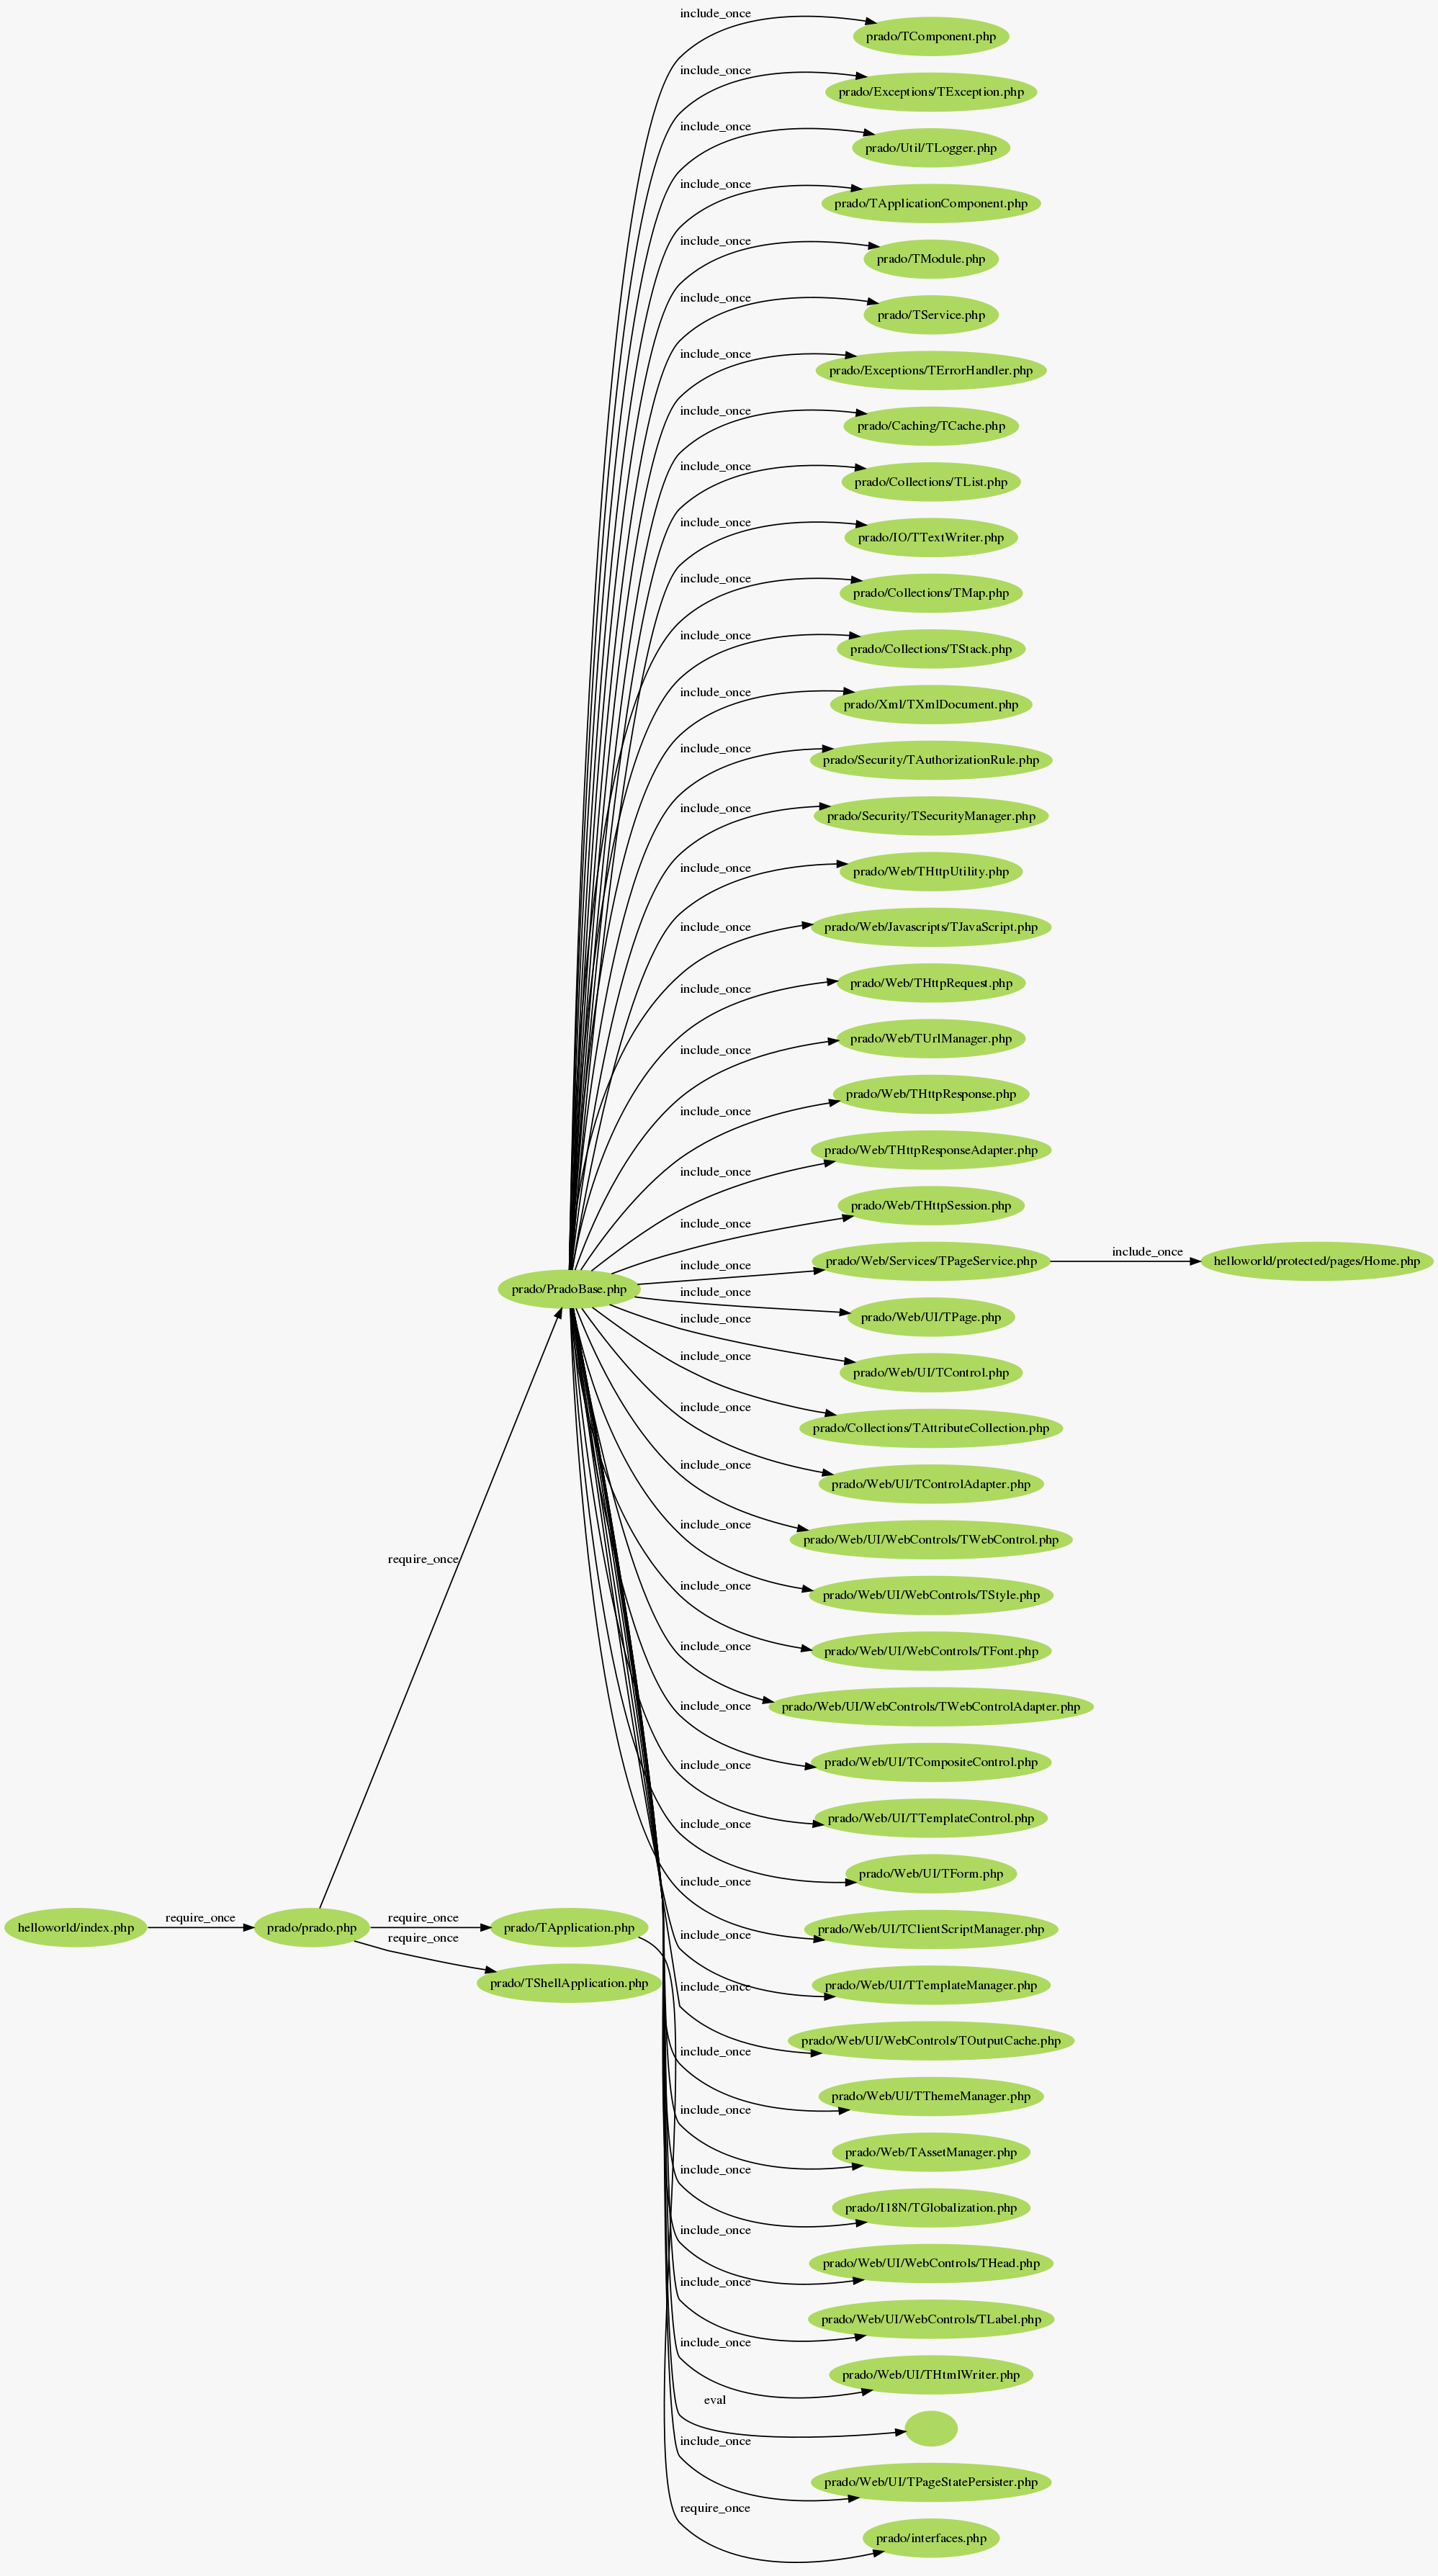 include_once
prado/TComponent.php
include_once
prado/Exceptions/TException.php
include_once
prado/Util/TLogger.php
include_once
prado/TApplicationComponent.php
include_once
prado/TModule.php
include_once
prado/TService.php
include_once
prado/Exceptions/TErrorHandler.php
include_once
prado/Caching/TCache.php
include_once
prado/Collections/TList.php
include_once
prado/IO/TTextWriter.php
include_once
prado/Collections/TMap.php
include_once
prado/Collections/TStack.php
include_once
prado/Xml/TXmlDocument.php
include_once
prado/Security/TAuthorizationRule.php
include_once
prado/Security/TSecurityManager.php
include_once
prado/Web/THttpUtility.php
include_once
prado/Web/Javascripts/TJavaScript.php
include_once
prado/Web/THttpRequest.php
include_once
prado/Web/TUrlManager.php
include_once
prado/Web/THttpResponse.php
include_once
prado/Web/THttpResponseAdapter.php
include_once
prado/Web/THttpSession.php
include_once
prado/Web/Services/TPageService.php
include_once
helloworld/protected/pages/Home.php
prado/PradoBase.php
include_once
prado/Web/UI/TPage.php
include_once
prado/Web/UI/TControl.php
include_once
prado/Collections/TAttributeCollection.php
include_once
prado/Web/UI/TControlAdapter.php
include_once
prado/Web/UI/WebControls/TWebControl.php
include_once
prado/Web/UI/WebControls/TStyle.php
require_once
include_once
prado/Web/UI/WebControls/TFont.php
include_once
prado/Web/UI/WebControls/TWebControlAdapter.php
include_once
prado/Web/UI/TCompositeControl.php
include_once
prado/Web/UI/TTemplateControl.php
include_once
prado/Web/UI/TForm.php
include_once
prado/Web/UI/TClientScriptManager.php
helloworld/index.php
require_once
prado/prado.php
require_once
prado/TApplication.php
require_once
prado/TShellApplication.php
include_once
prado/Web/UI/TTemplateManager.php
include_once
prado/Web/UI/WebControls/TOutputCache.php
include_once
prado/Web/UI/TThemeManager.php
include_once
prado/Web/TAssetManager.php
include_once
prado/I18N/TGlobalization.php
include_once
prado/Web/UI/WebControls/THead.php
include_once
prado/Web/UI/WebControls/TLabel.php
include_once
prado/Web/UI/THtmlWriter.php
eval
include_once
prado/Web/UI/TPageStatePersister.php
require_once
prado/interfaces.php